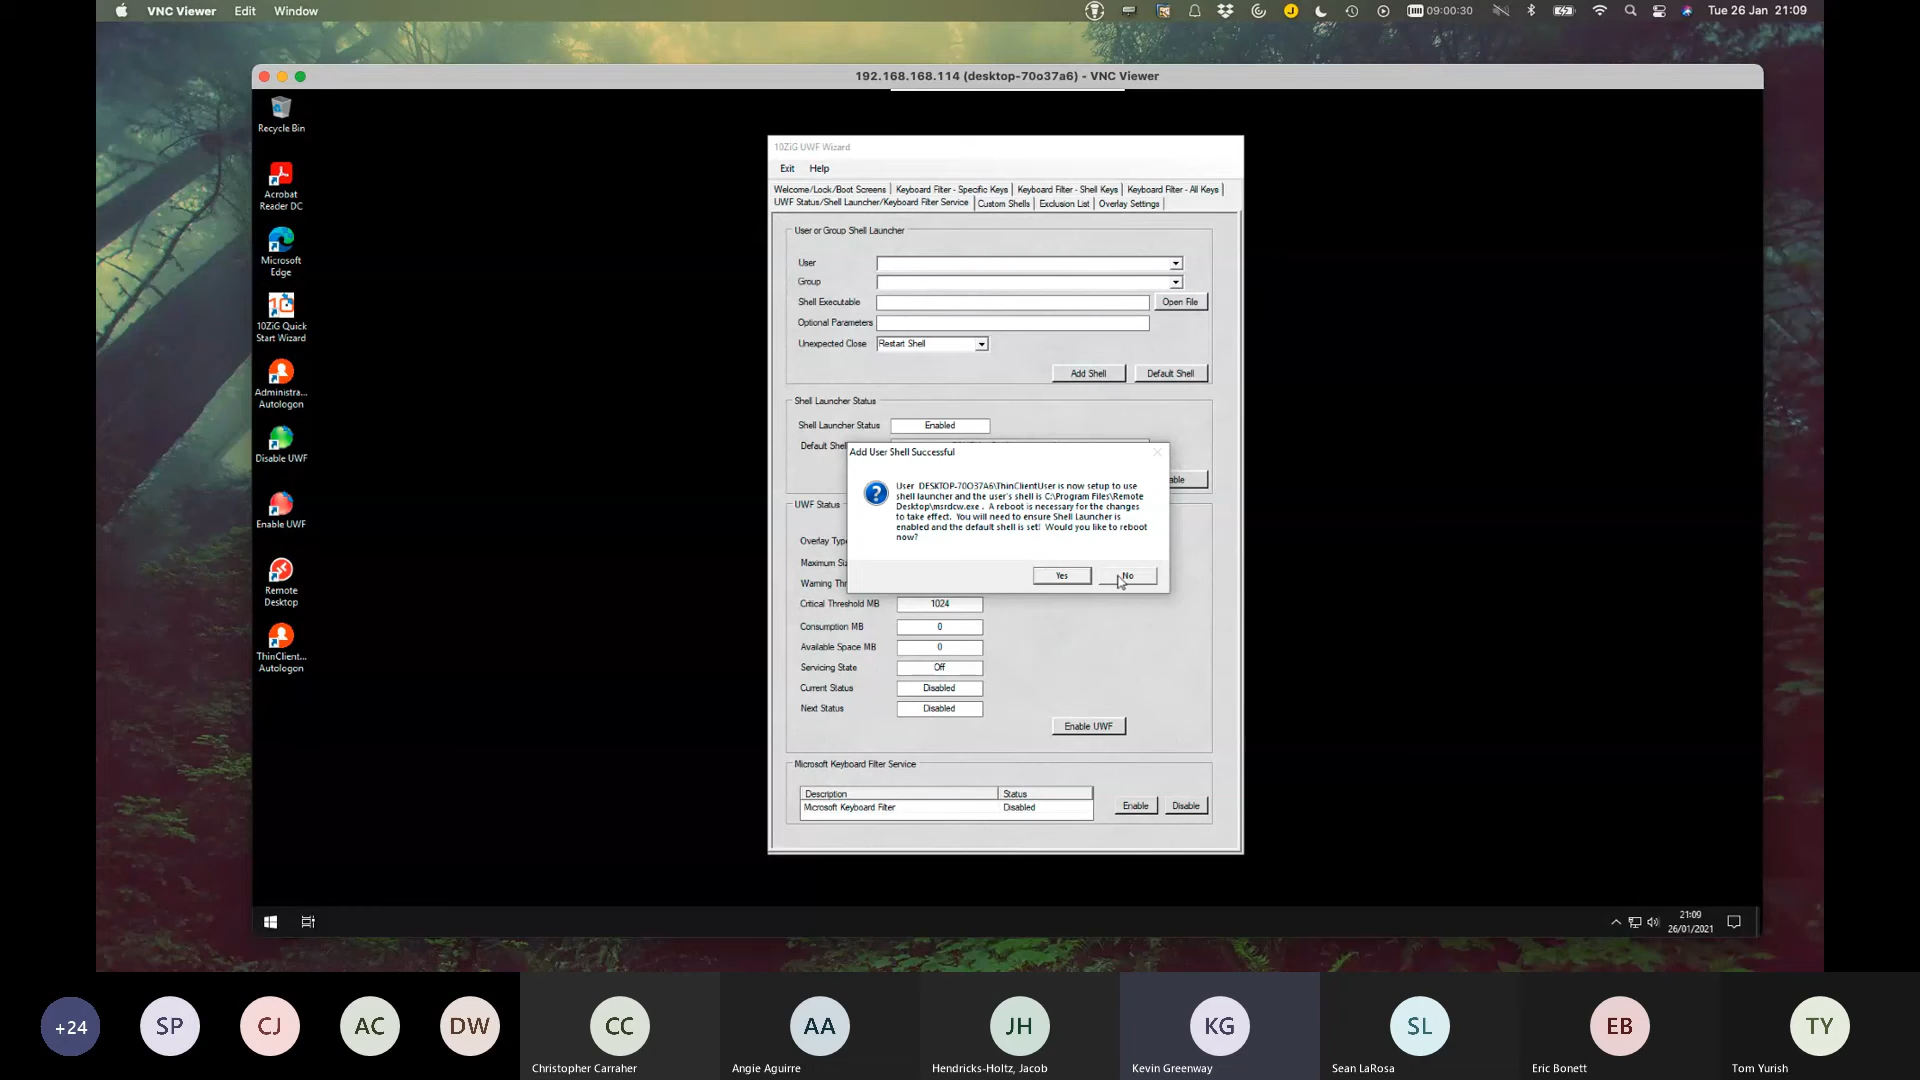 VNC Viewer Edit Window
09:00:30
Tue 26 Jan 21:09
192.168.168.114 (desktop-70o37a6) - VNC Viewer
Recycle Bin
Acrobat
Reader DC
Microsoft
Edge
10ZiG Quick
Start Wizard
Administra...
Autologon
Disable UWF
Enable UWF
Remote
Desktop
ThinClient...
Autologon
10ZiG UWF Wizard
Exit Help
Welcome/Lock/Boot Screens Keyboard Filter - Specific Keys Keyboard Filter - Shell Keys Keyboard Filter - All Keys
UWF Status/Shell Launcher/Keyboard Filter Service Custom Shells Exclusion List Overlay Settings
User or Group Shell Launcher
User
Group
Shell Executable Open File
Optional Parameters
Unexpected Close Restart Shell
Add Shell Default Shell
Shell Launcher Status
Shell Launcher Status Enabled
Default Shell
Add User Shell Successful
User DESKTOP-70O37A6\ThinClientUser is now setup to use
shell launcher and the user's shell is C:\Program Files\Remote
Desktop\msrdcw.exe . A reboot is necessary for the changes
to take effect. You will need to ensure Shell Launcher is
enabled and the default shell is set! Would you like to reboot
now?
Yes No
UWF Status
Overlay Type
Critical Threshold MB 1024
Consumption MB 0
Available Space MB 0
Servicing State Off
Current Status Disabled
Next Status Disabled
Enable UWF
Microsoft Keyboard Filter Service
Description Status
Microsoft Keyboard Filter Disabled
Enable Disable
21:09
26/01/2021
+24
SP
CJ
AC
DW
CC
Christopher Carraher
AA
Angie Aguirre
JH
Hendricks-Holtz, Jacob
KG
Kevin Greenway
SL
Sean LaRosa
EB
Eric Bonett
TY
Tom Yurish